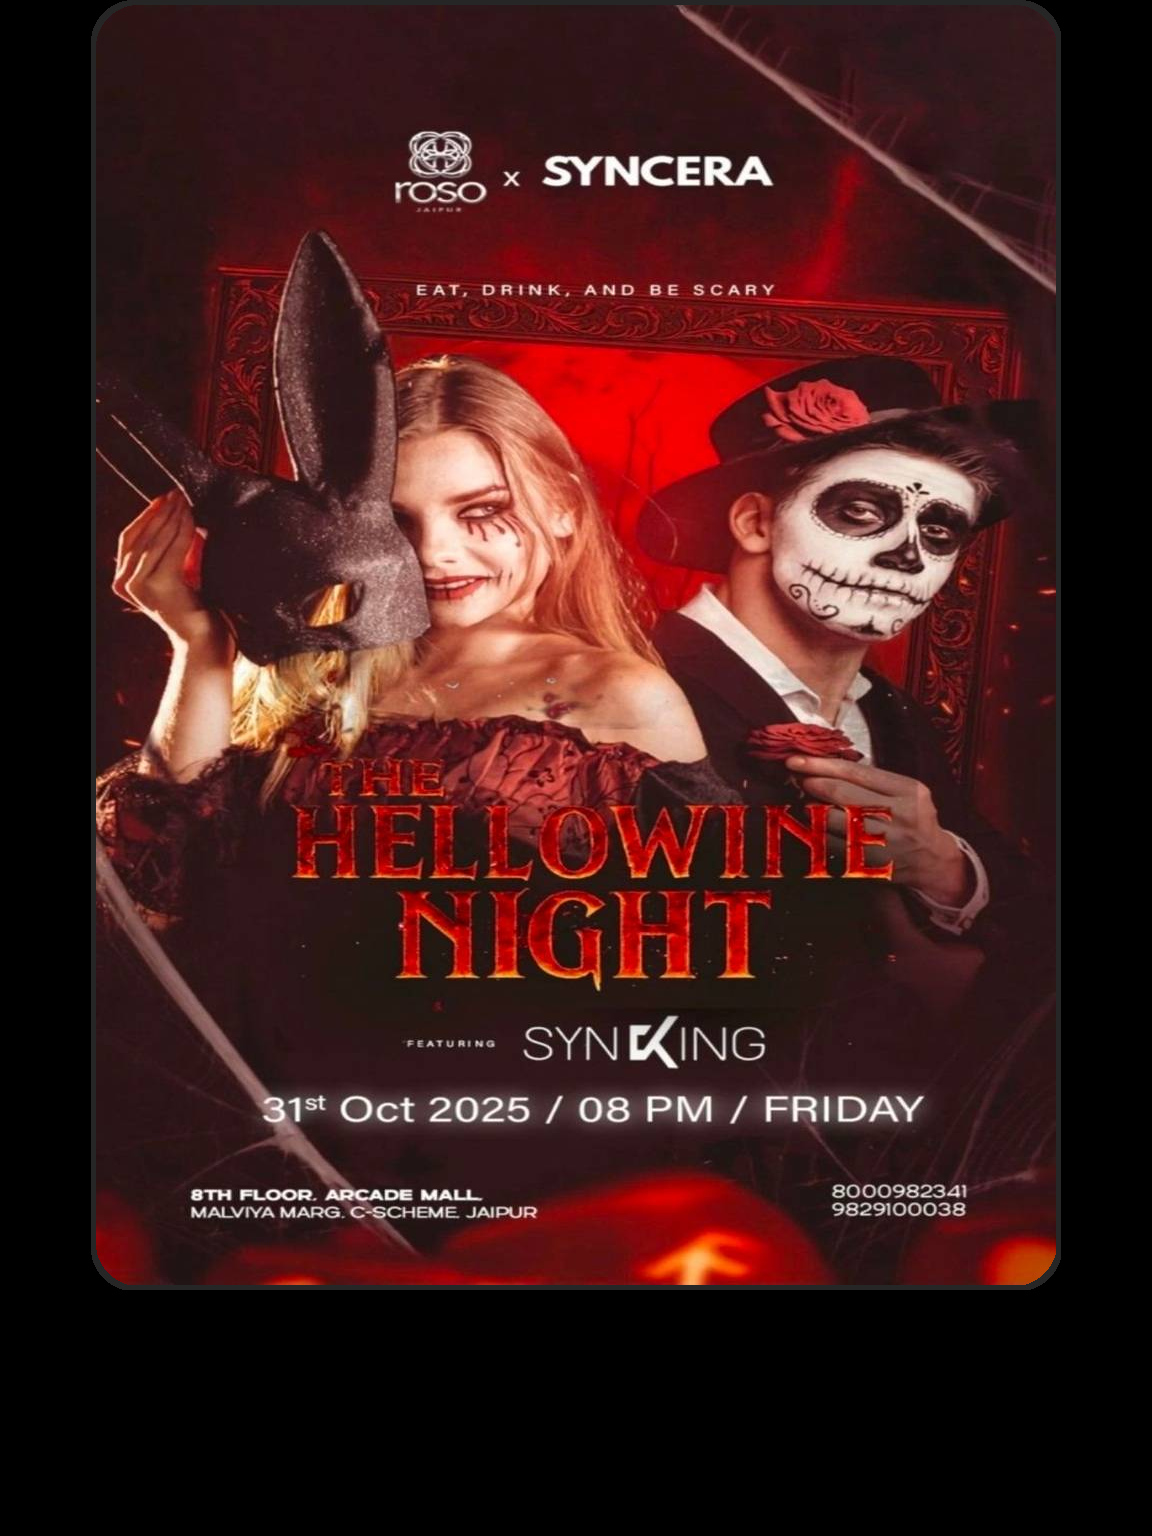 roso
JAIPUR
x
SYNCERA
EAT, DRINK, AND BE SCARY
THE
HELLOWINE
NIGHT
FEATURING
SYNKING
31st Oct 2025 / 08 PM / FRIDAY
8TH FLOOR, ARCADE MALL,
MALVIYA MARG, C-SCHEME, JAIPUR
8000982341
9829100038